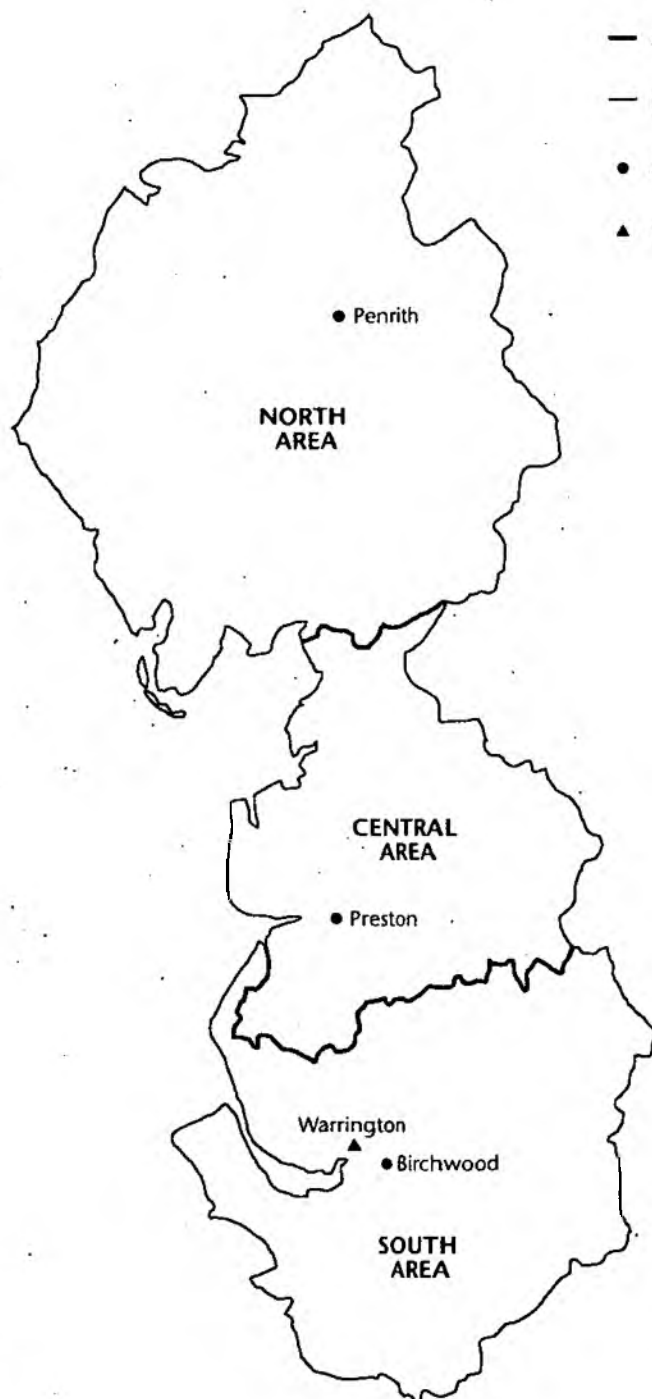 Penrith
NORTH
AREA
CENTRAL
AREA
Preston
Warrington
Birchwood
SOUTH
AREA